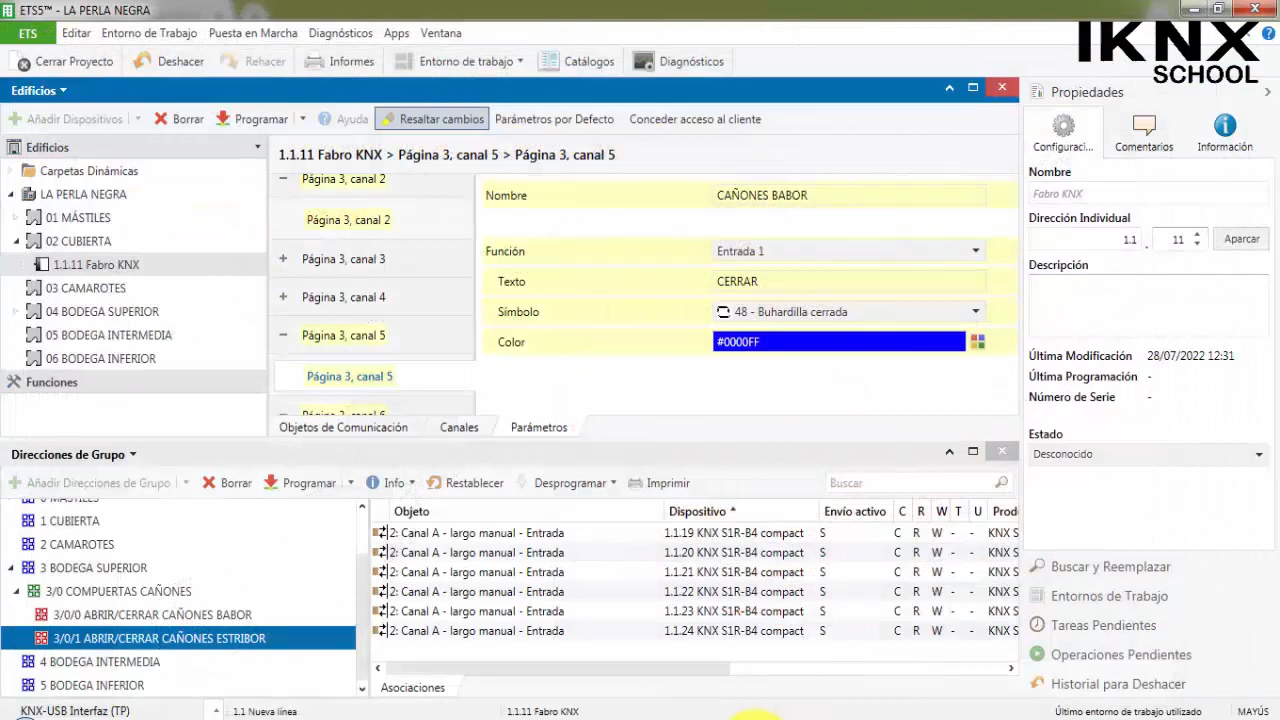 ETS5™ - LA PERLA NEGRA
ETS Editar Entorno de Trabajo Puesta en Marcha Diagnósticos Apps Ventana
IKNX
SCHOOL
Cerrar Proyecto Deshacer Rehacer Informes Entorno de trabajo Catálogos Diagnósticos
Edificios
Añadir Dispositivos Borrar Programar Ayuda Resaltar cambios Parámetros por Defecto Conceder acceso al cliente
Edificios
Carpetas Dinámicas
LA PERLA NEGRA
01 MÁSTILES
02 CUBIERTA
1.1.11 Fabro KNX
03 CAMAROTES
04 BODEGA SUPERIOR
05 BODEGA INTERMEDIA
06 BODEGA INFERIOR
Funciones
1.1.11 Fabro KNX > Página 3, canal 5 > Página 3, canal 5
Página 3, canal 2
Página 3, canal 2
Página 3, canal 3
Página 3, canal 4
Página 3, canal 5
Página 3, canal 5
Página 3, canal 6
Nombre CAÑONES BABOR
Función Entrada 1
Texto CERRAR
Símbolo 48 - Buhardilla cerrada
Color #0000FF
Objetos de Comunicación Canales Parámetros
Direcciones de Grupo
Añadir Direcciones de Grupo Borrar Programar Info Restablecer Desprogramar Imprimir Buscar
0 MÁSTILES
1 CUBIERTA
2 CAMAROTES
3 BODEGA SUPERIOR
3/0 COMPUERTAS CAÑONES
3/0/0 ABRIR/CERRAR CAÑONES BABOR
3/0/1 ABRIR/CERRAR CAÑONES ESTRIBOR
4 BODEGA INTERMEDIA
5 BODEGA INFERIOR
Objeto Dispositivo Envío activo C R W T U Prod
2: Canal A - largo manual - Entrada 1.1.19 KNX S1R-B4 compact S C R W - - KNX S
2: Canal A - largo manual - Entrada 1.1.20 KNX S1R-B4 compact S C R W - - KNX S
2: Canal A - largo manual - Entrada 1.1.21 KNX S1R-B4 compact S C R W - - KNX S
2: Canal A - largo manual - Entrada 1.1.22 KNX S1R-B4 compact S C R W - - KNX S
2: Canal A - largo manual - Entrada 1.1.23 KNX S1R-B4 compact S C R W - - KNX S
2: Canal A - largo manual - Entrada 1.1.24 KNX S1R-B4 compact S C R W - - KNX S
Asociaciones
Propiedades
Configuraci... Comentarios Información
Nombre
Fabro KNX
Dirección Individual
1.1 . 11 Aparcar
Descripción
Última Modificación 28/07/2022 12:31
Última Programación -
Número de Serie -
Estado
Desconocido
Buscar y Reemplazar
Entornos de Trabajo
Tareas Pendientes
Operaciones Pendientes
Historial para Deshacer
KNX-USB Interfaz (TP) 1.1 Nueva línea 1.1.11 Fabro KNX Último entorno de trabajo utilizado MAYÚS